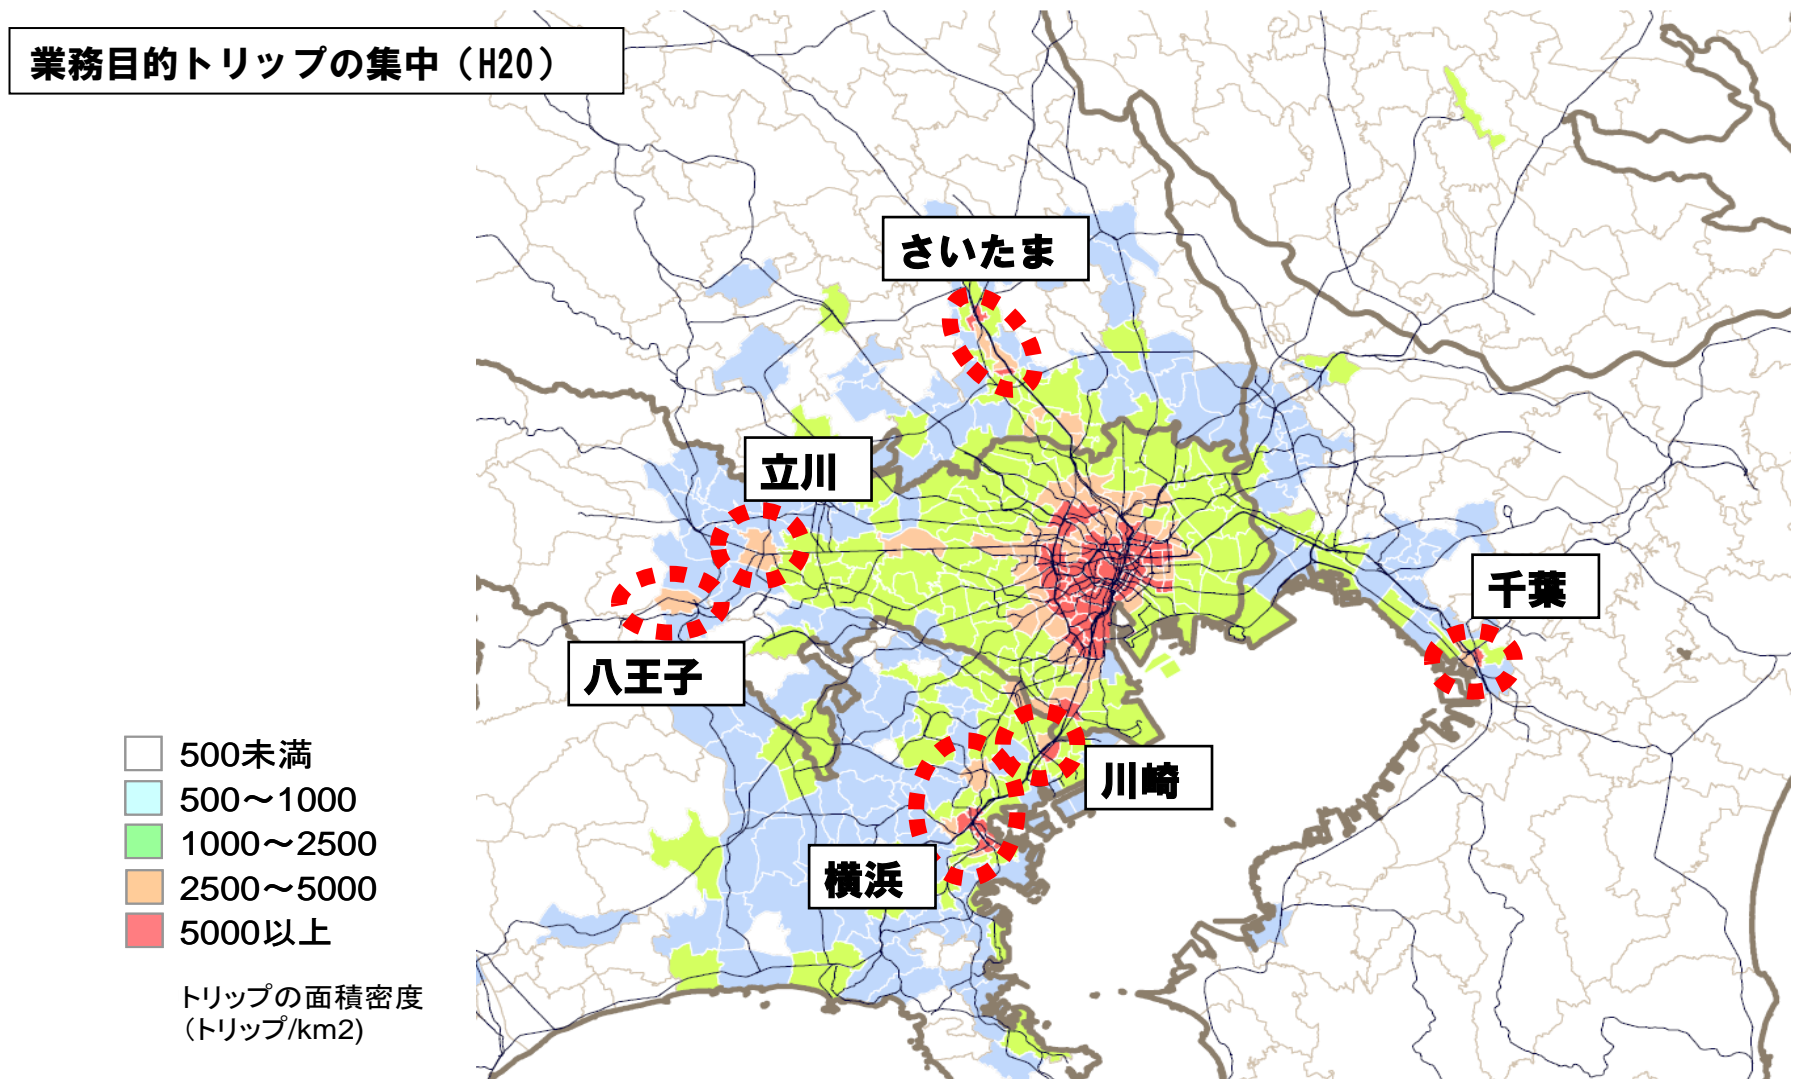 業務目的トリップの集中（H20）
さいたま
立川
千葉
八王子
川崎
横浜
500未満
500～1000
1000～2500
2500～5000
5000以上
トリップの面積密度
（トリップ/km2)